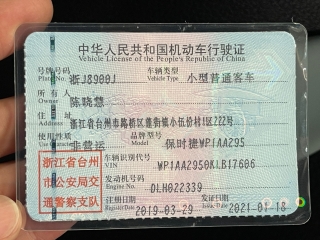 中华人民共和国机动车行驶证
Vehicle License of the People's Republic of China
号牌号码 浙J8900J 车辆类型 小型普通客车
Plate No. Vehicle Type
所有人 陈晓慧
Owner
住址 浙江省台州市路桥区蓬街镇小伍份村1区222号
Address
使用性质 非营运 品牌型号 保时捷WP1AA295
Use Character Model
浙江省台州市公安局交通警察支队
车辆识别代号 WP1AA2950KLB17606
VIN
发动机号码 DLH022339
Engine No.
注册日期 2019-03-29 发证日期 2021-01-18
Register Date Issue Date